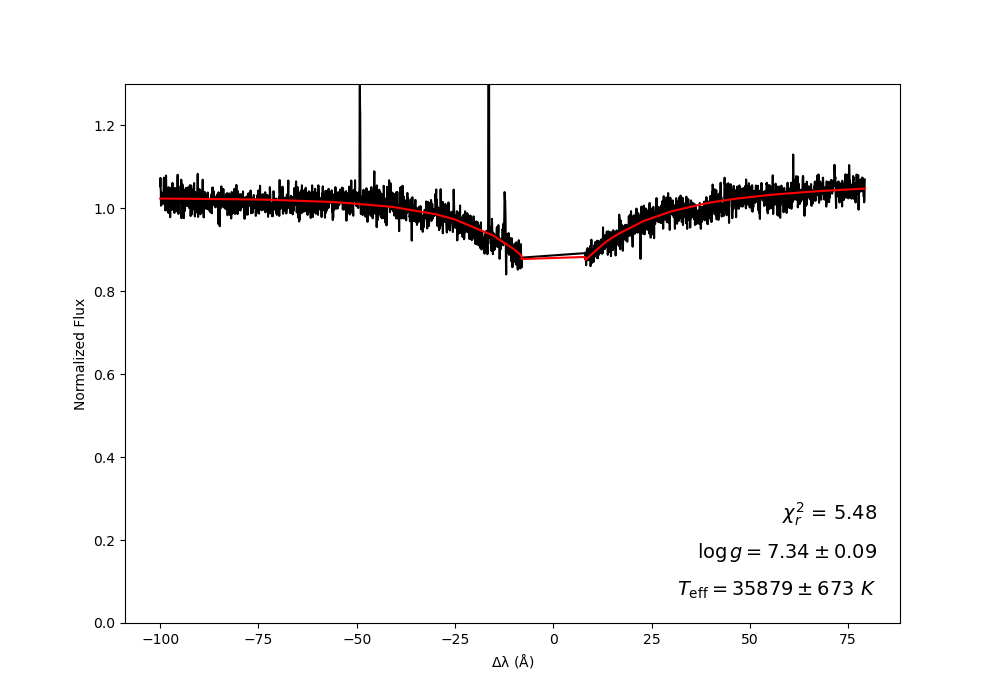 1.2
1.0
0.8
0.6
0.4
0.2
0.0
Normalized Flux
χ²ᵣ = 5.48
log g = 7.34 ± 0.09
T_eff = 35879 ± 673 K
−100 −75 −50 −25 0 25 50 75
Δλ (Å)